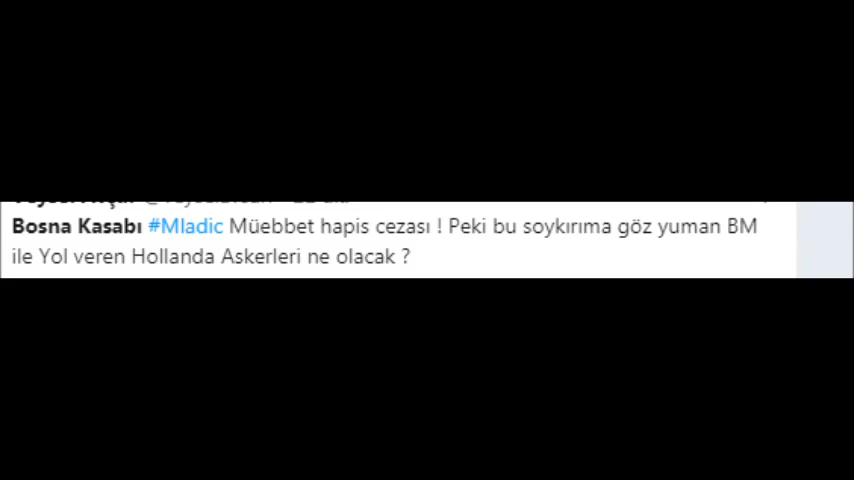 Bosna Kasabı #Mladic Müebbet hapis cezası ! Peki bu soykırıma göz yuman BM
ile Yol veren Hollanda Askerleri ne olacak ?